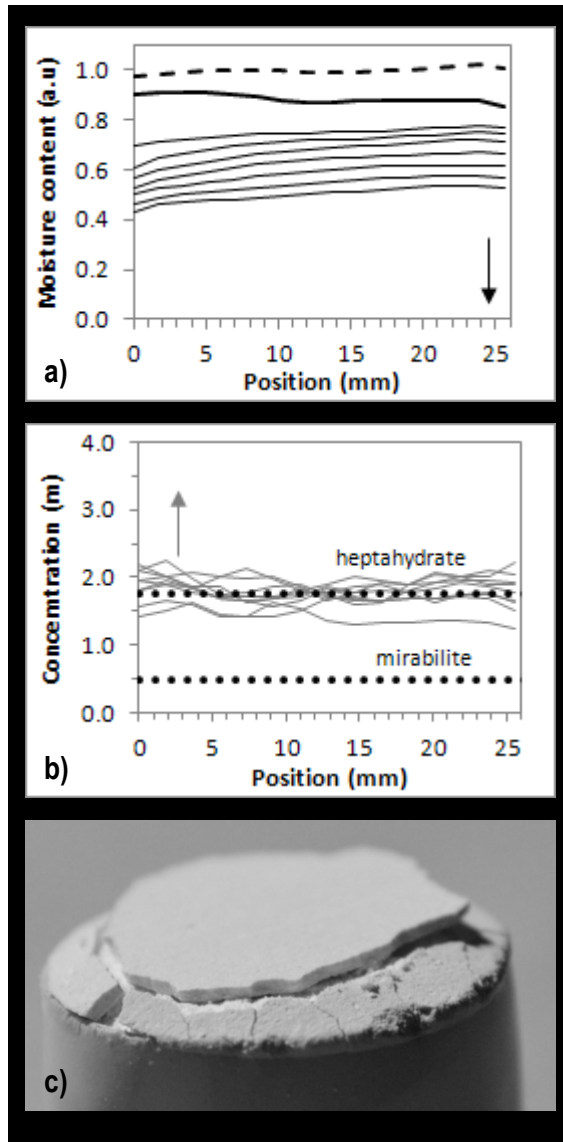 Moisture content (a.u)
1.0
0.8
0.6
0.4
0.2
0.0
0 5 10 15 20 25
Position (mm)
a)
Concemtration (m)
4.0
3.0
2.0
1.0
0.0
heptahydrate
mirabilite
0 5 10 15 20 25
Position (mm)
b)
c)